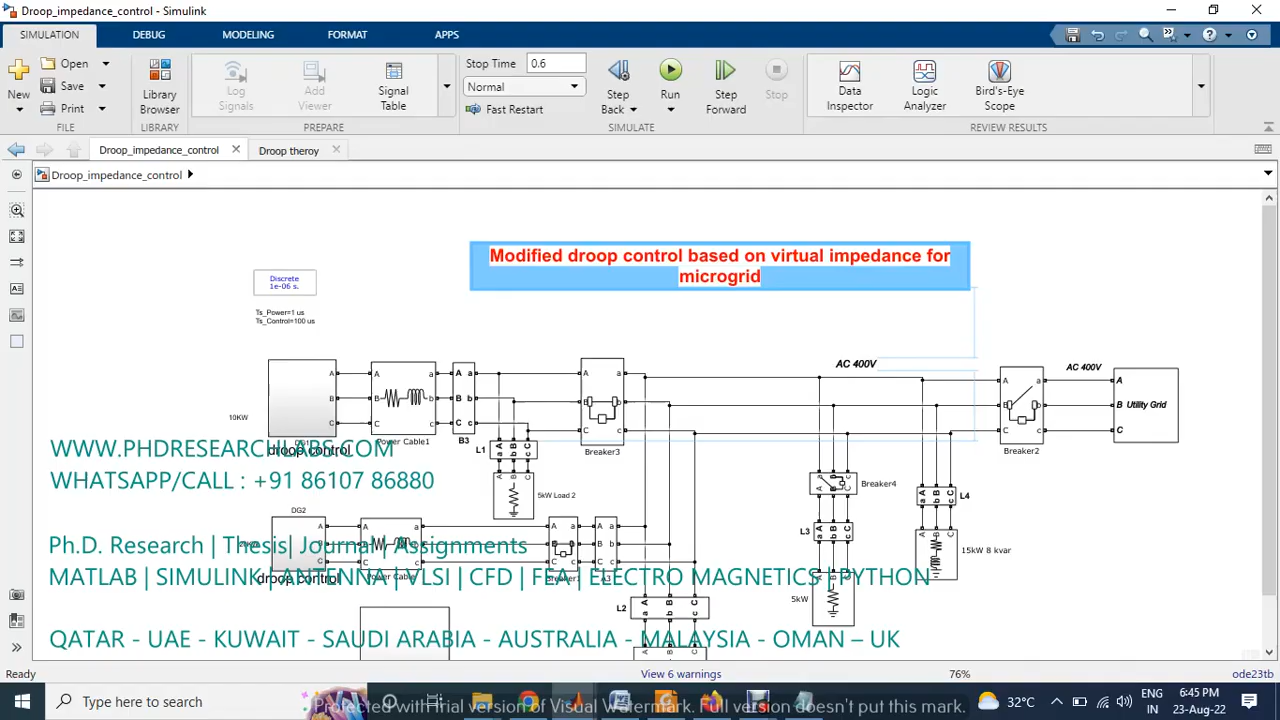 Droop_impedance_control - Simulink
SIMULATION DEBUG MODELING FORMAT APPS
New
Open
Save
Print
FILE
Library Browser
LIBRARY
Log Signals
Add Viewer
Signal Table
PREPARE
Stop Time 0.6
Normal
Fast Restart
Step Back
Run
Step Forward
Stop
SIMULATE
Data Inspector
Logic Analyzer
Bird's-Eye Scope
REVIEW RESULTS
Droop_impedance_control Droop theroy
Droop_impedance_control
Modified droop control based on virtual impedance for
microgrid
Discrete
1e-06 s.
Ts_Power=1 us
Ts_Control=100 us
AC 400V
AC 400V
A a A a A a A a A
B b B b B b B b B Utility Grid
C c C c C c C c C
10KW
Power Cable1
B3
Breaker3
Breaker2
droop control
L1
5kW Load 2
Breaker4
L4
L3
15kW 8 kvar
5kW
DG2
Power Cable
droop control
L2
WWW.PHDRESEARCHLABS.COM
WHATSAPP/CALL : +91 86107 86880
Ph.D. Research | Thesis| Journal | Assignments
MATLAB | SIMULINK | ANTENNA | VLSI | CFD | FEA | ELECTRO MAGNETICS | PYTHON
QATAR - UAE - KUWAIT - SAUDI ARABIA - AUSTRALIA - MALAYSIA - OMAN – UK
Ready View 6 warnings 76% ode23tb
Type here to search
Protected with trial version of Visual Watermark. Full version doesn't put this mark.
32°C
ENG
IN
6:45 PM
23-Aug-22